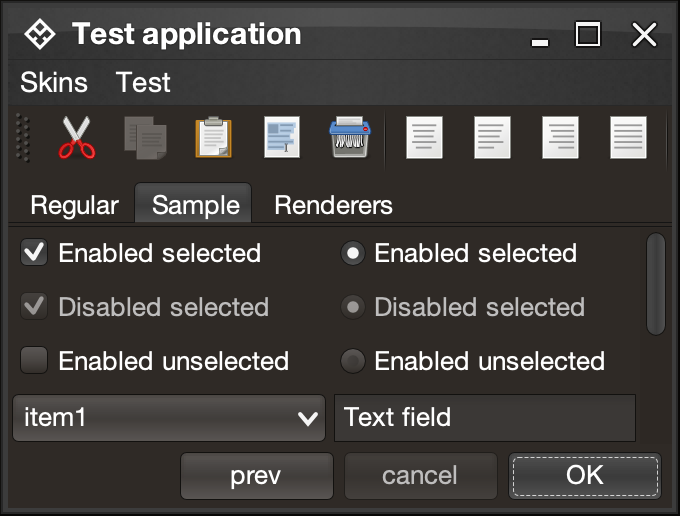 Test application
Skins Test
Regular Sample Renderers
Enabled selected Enabled selected
Disabled selected Disabled selected
Enabled unselected Enabled unselected
item1 Text field
prev cancel OK